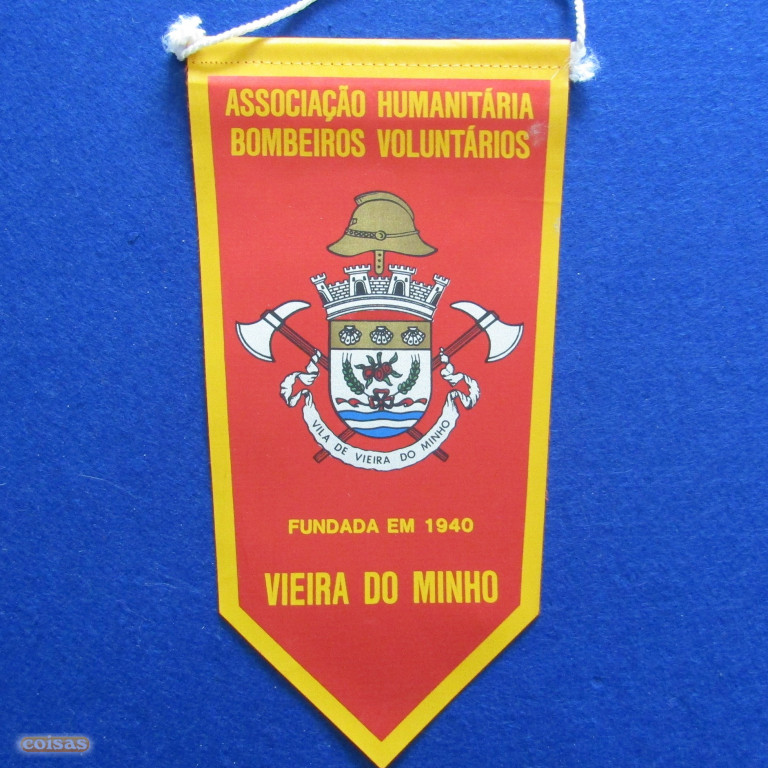 ASSOCIAÇÃO HUMANITÁRIA
BOMBEIROS VOLUNTÁRIOS
VILA DE VIEIRA DO MINHO
FUNDADA EM 1940
VIEIRA DO MINHO
coisas